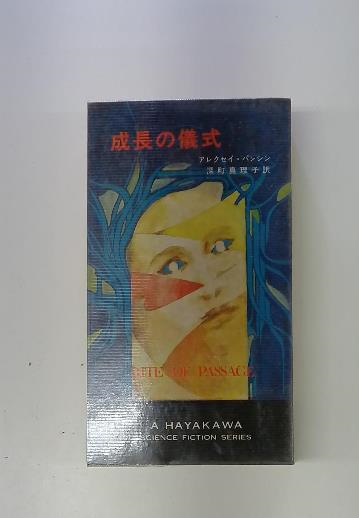 成長の儀式
アレクセイ・パンシン
深町眞理子訳
RITE OF PASSAGE
A HAYAKAWA
SCIENCE FICTION SERIES